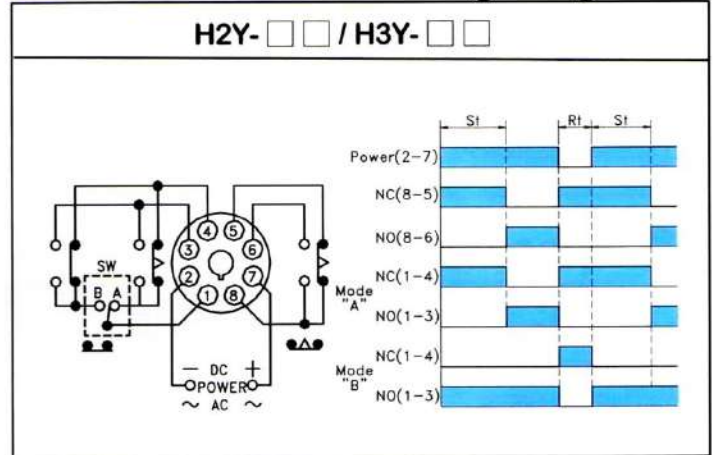 H2Y- □ □ / H3Y- □ □
St Rt St
Power(2-7)
NC(8-5)
NO(8-6)
Mode "A"
NC(1-4)
NO(1-3)
Mode "B"
NC(1-4)
NO(1-3)
4 5
3 6
2 7
1 8
SW
B A
− DC +
POWER
~ AC ~